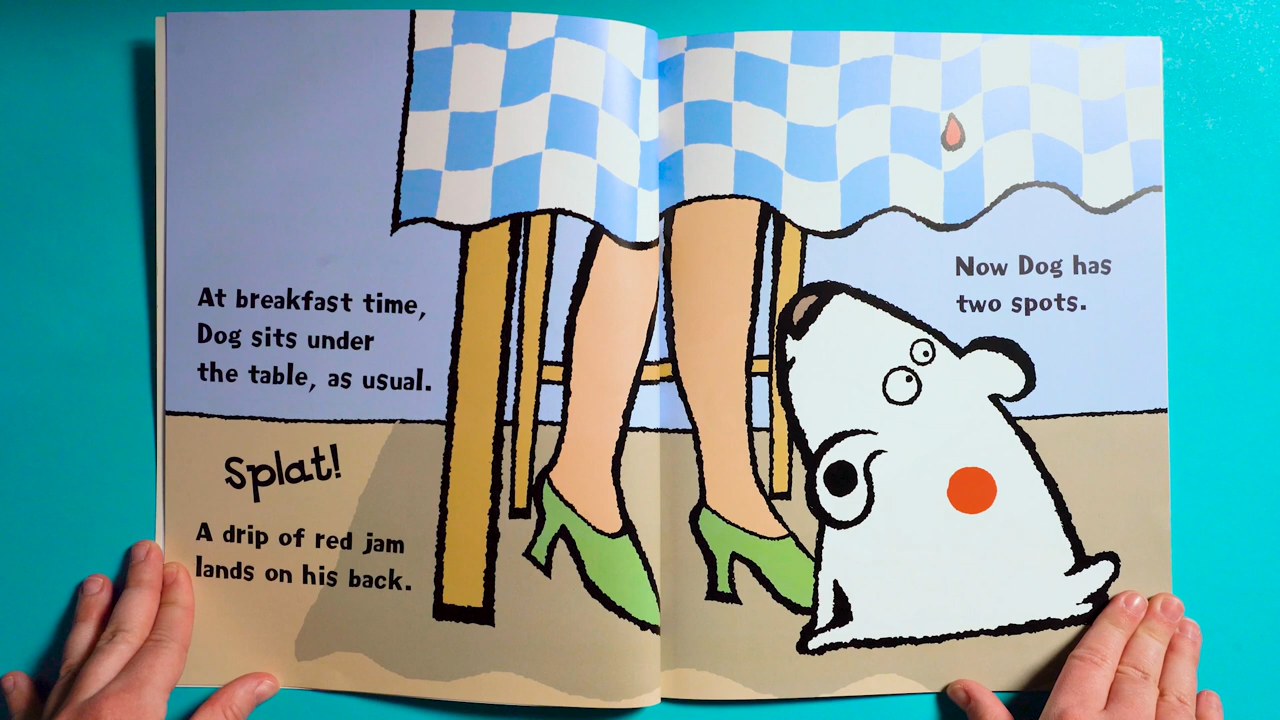 At breakfast time,
Dog sits under
the table, as usual.
Splat!
A drip of red jam
lands on his back.
Now Dog has
two spots.